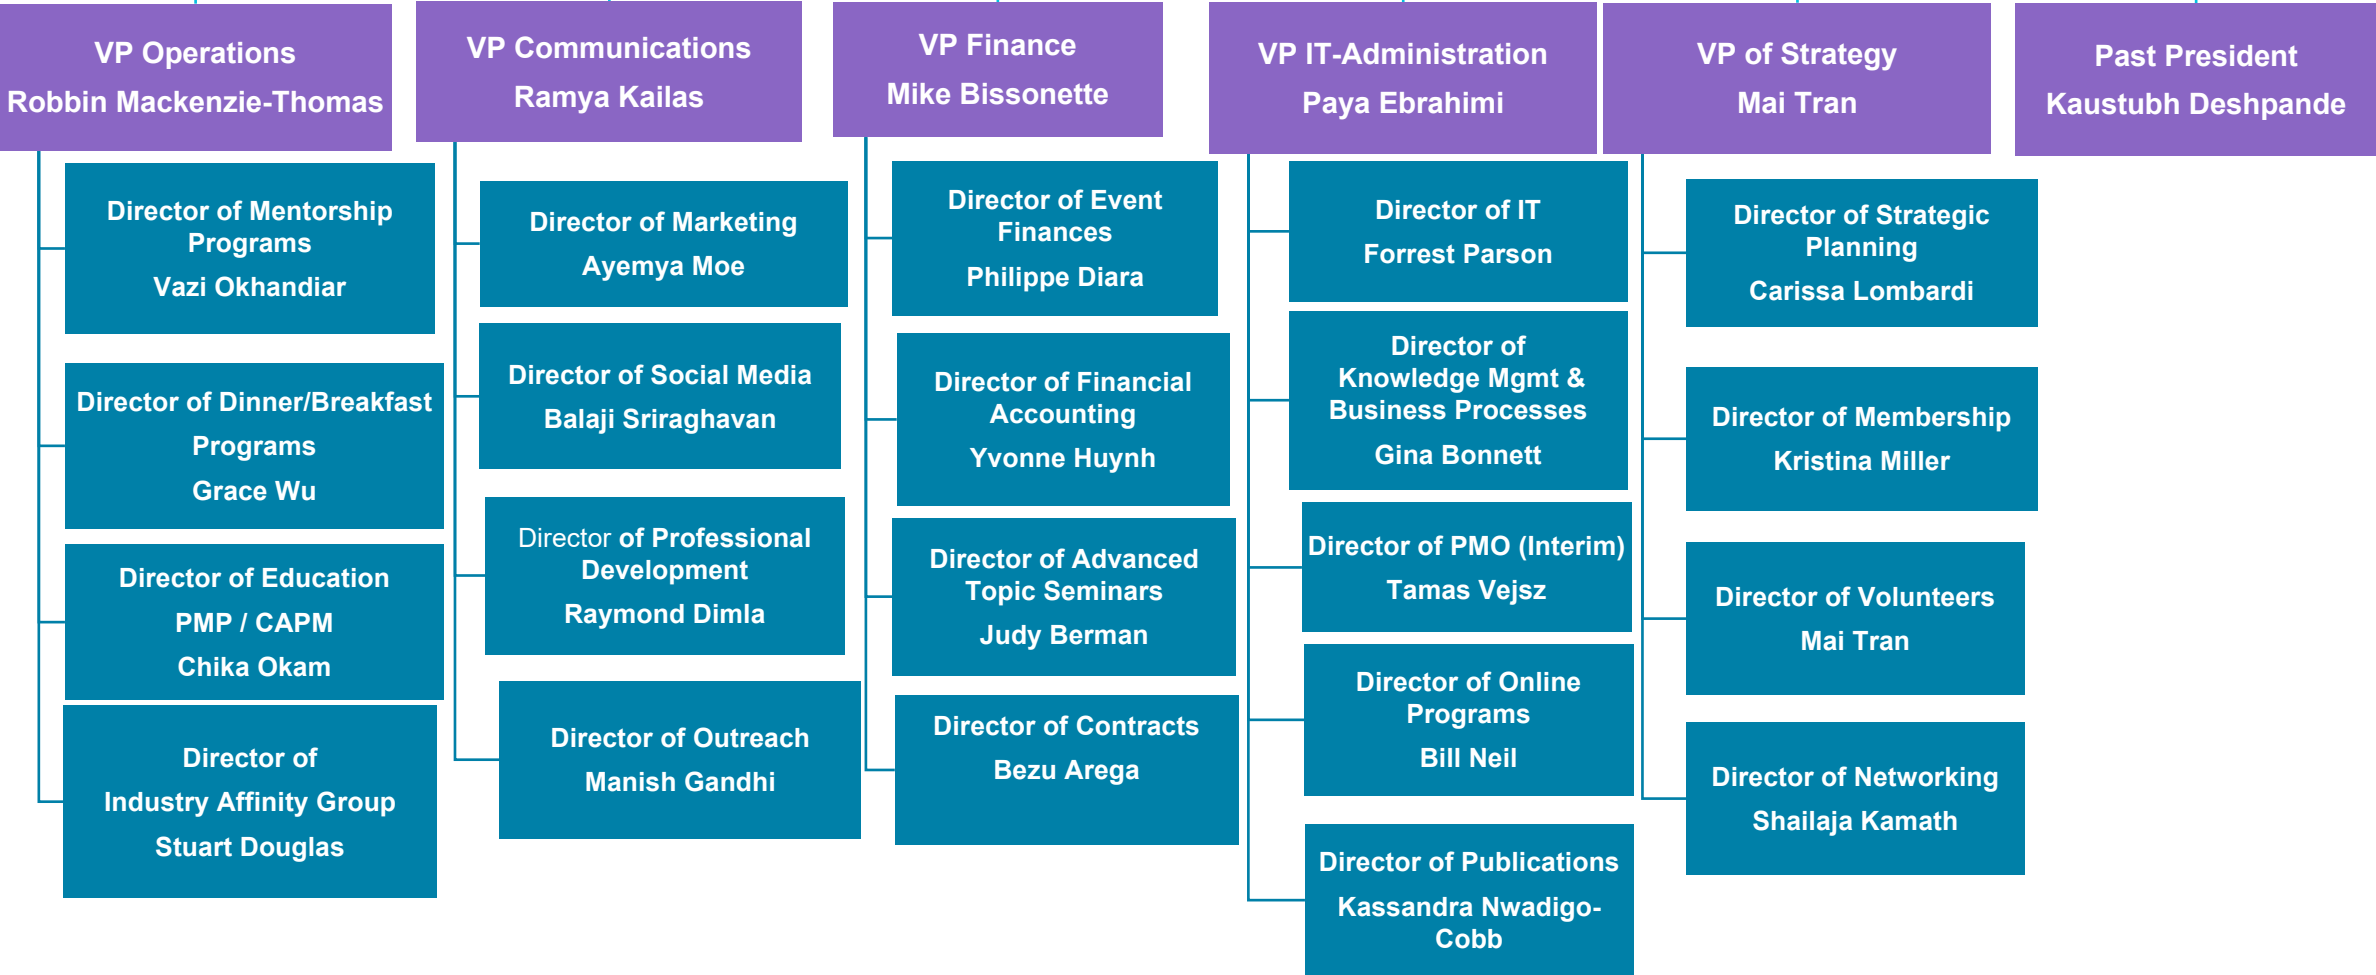 VP Operations
Robbin Mackenzie-Thomas
Director of Mentorship
Programs
Vazi Okhandiar
Director of Dinner/Breakfast
Programs
Grace Wu
Director of Education
PMP / CAPM
Chika Okam
Director of
Industry Affinity Group
Stuart Douglas
VP Communications
Ramya Kailas
Director of Marketing
Ayemya Moe
Director of Social Media
Balaji Sriraghavan
Director of Professional
Development
Raymond Dimla
Director of Outreach
Manish Gandhi
VP Finance
Mike Bissonette
Director of Event
Finances
Philippe Diara
Director of Financial
Accounting
Yvonne Huynh
Director of Advanced
Topic Seminars
Judy Berman
Director of Contracts
Bezu Arega
VP IT-Administration
Paya Ebrahimi
Director of IT
Forrest Parson
Director of
Knowledge Mgmt &
Business Processes
Gina Bonnett
Director of PMO (Interim)
Tamas Vejsz
Director of Online
Programs
Bill Neil
Director of Publications
Kassandra Nwadigo-
Cobb
VP of Strategy
Mai Tran
Director of Strategic
Planning
Carissa Lombardi
Director of Membership
Kristina Miller
Director of Volunteers
Mai Tran
Director of Networking
Shailaja Kamath
Past President
Kaustubh Deshpande